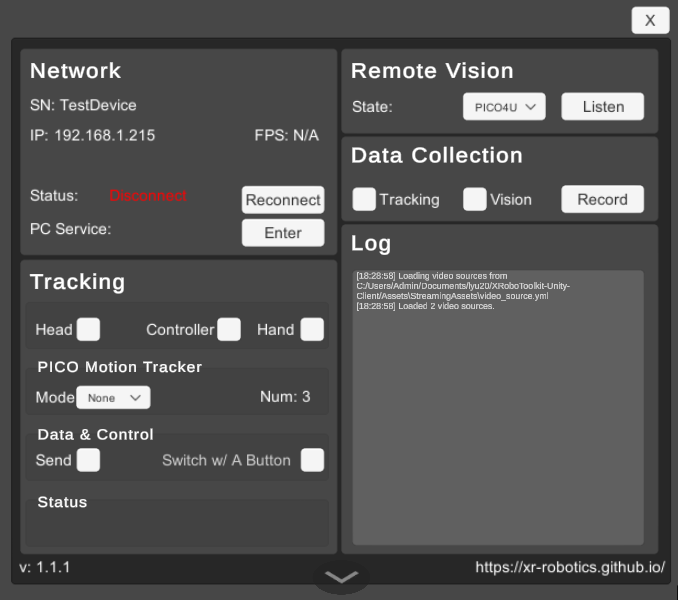 X
Network
SN: TestDevice
IP: 192.168.1.215 FPS: N/A
Status: Disconnect Reconnect
PC Service: Enter
Tracking
Head Controller Hand
PICO Motion Tracker
Mode None Num: 3
Data & Control
Send Switch w/ A Button
Status
Remote Vision
State: PICO4U Listen
Data Collection
Tracking Vision Record
Log
[18:28:58] Loading video sources from
C:/Users/Admin/Documents/lyu20/XRoboToolkit-Unity-
Client/Assets\StreamingAssets\video_source.yml
[18:28:58] Loaded 2 video sources.
v: 1.1.1 https://xr-robotics.github.io/